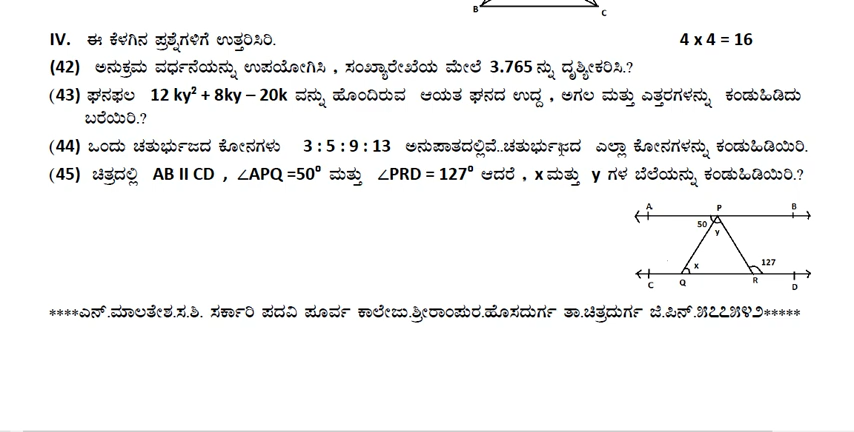 B C
IV. ಈ ಕೆಳಗಿನ ಪ್ರಶ್ನೆಗಳಿಗೆ ಉತ್ತರಿಸಿರಿ. 4 x 4 = 16
(42) ಅನುಕ್ರಮ ವರ್ಧನೆಯನ್ನು ಉಪಯೋಗಿಸಿ , ಸಂಖ್ಯಾರೇಖೆಯ ಮೇಲೆ 3.765 ನ್ನು ದೃಶ್ಯೀಕರಿಸಿ.?
(43) ಘನಫಲ 12 ky² + 8ky – 20k ವನ್ನು ಹೊಂದಿರುವ ಆಯತ ಘನದ ಉದ್ದ , ಅಗಲ ಮತ್ತು ಎತ್ತರಗಳನ್ನು ಕಂಡುಹಿಡಿದು
ಬರೆಯಿರಿ.?
(44) ಒಂದು ಚತುರ್ಭುಜದ ಕೋನಗಳು 3 : 5 : 9 : 13 ಅನುಪಾತದಲ್ಲಿವೆ..ಚತುರ್ಭುಜದ ಎಲ್ಲಾ ಕೋನಗಳನ್ನು ಕಂಡುಹಿಡಿಯಿರಿ.
(45) ಚಿತ್ರದಲ್ಲಿ AB II CD , ∠APQ =50⁰ ಮತ್ತು ∠PRD = 127⁰ ಆದರೆ , x ಮತ್ತು y ಗಳ ಬೆಲೆಯನ್ನು ಕಂಡುಹಿಡಿಯಿರಿ.?
A P B
50
y
x 127
C Q R D
****ಎನ್.ಮಾಲತೇಶ.ಸ.ಶಿ. ಸರ್ಕಾರಿ ಪದವಿ ಪೂರ್ವ ಕಾಲೇಜು.ಶ್ರೀರಾಂಪುರ.ಹೊಸದುರ್ಗ ತಾ.ಚಿತ್ರದುರ್ಗ ಜಿ.ಪಿನ್.೫೭೭೫೪೨*****